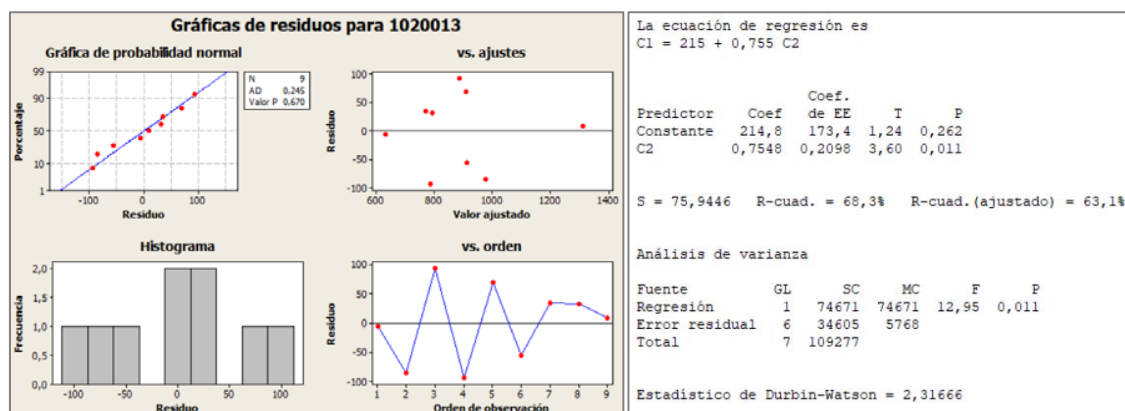 Gráficas de residuos para 1020013
Gráfica de probabilidad normal
99
90
50
10
1
Porcentaje
-100 0 100
Residuo
N 9
AD 0,245
Valor P 0,670
vs. ajustes
100
50
0
-50
-100
Residuo
600 800 1000 1200 1400
Valor ajustado
Histograma
2,0
1,5
1,0
0,5
0,0
Frecuencia
-100 -50 0 50 100
Residuo
vs. orden
100
50
0
-50
-100
Residuo
1 2 3 4 5 6 7 8 9
Orden de observación
La ecuación de regresión es
C1 = 215 + 0,755 C2
Coef.
Predictor Coef de EE T P
Constante 214,8 173,4 1,24 0,262
C2 0,7548 0,2098 3,60 0,011
S = 75,9446 R-cuad. = 68,3% R-cuad.(ajustado) = 63,1%
Análisis de varianza
Fuente GL SC MC F P
Regresión 1 74671 74671 12,95 0,011
Error residual 6 34605 5768
Total 7 109277
Estadístico de Durbin-Watson = 2,31666